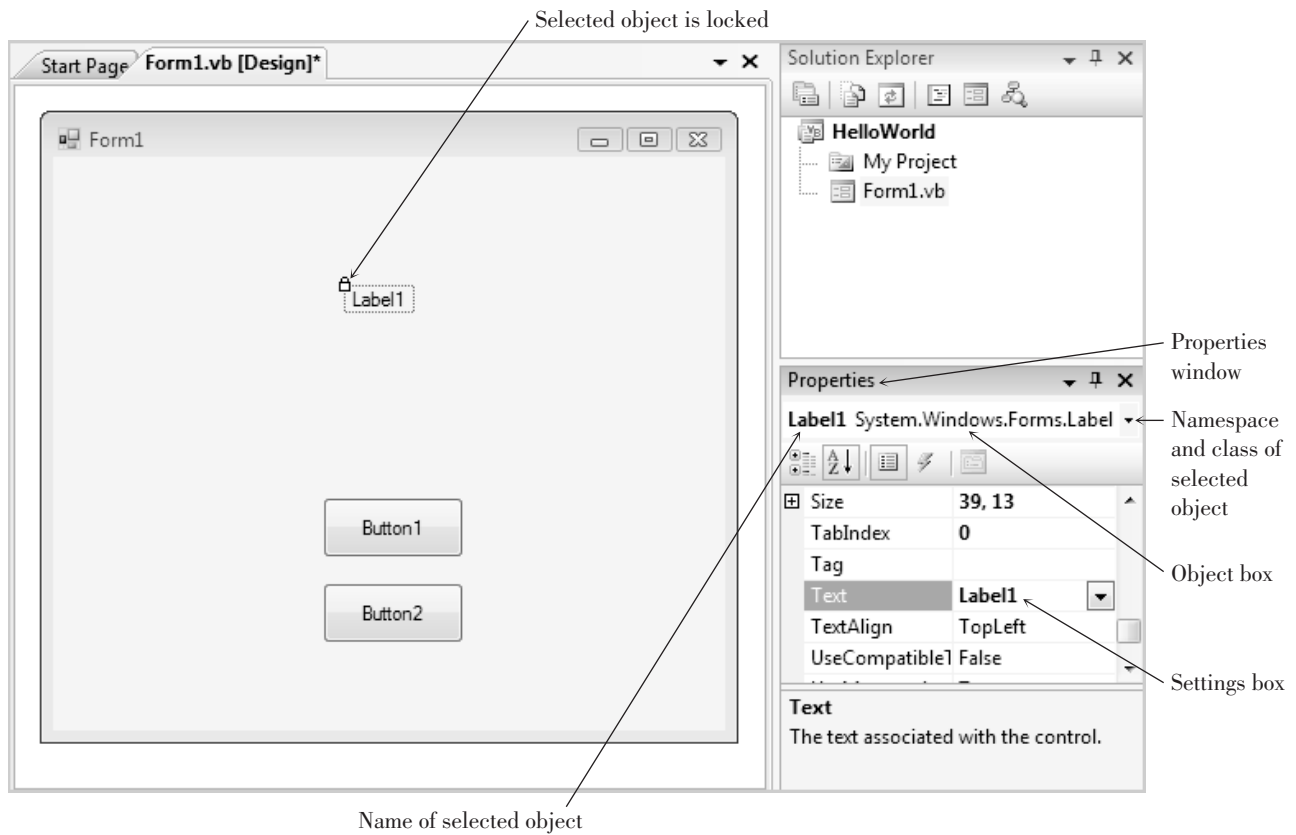 Selected object is locked
Start Page
Form1.vb [Design]*
Form1
Label1
Button1
Button2
Solution Explorer
HelloWorld
My Project
Form1.vb
Properties
window
Properties
Label1 System.Windows.Forms.Label
Namespace
and class of
selected
object
Size 39, 13
TabIndex 0
Tag
Text Label1
TextAlign TopLeft
UseCompatibleT False
Object box
Settings box
Text
The text associated with the control.
Name of selected object